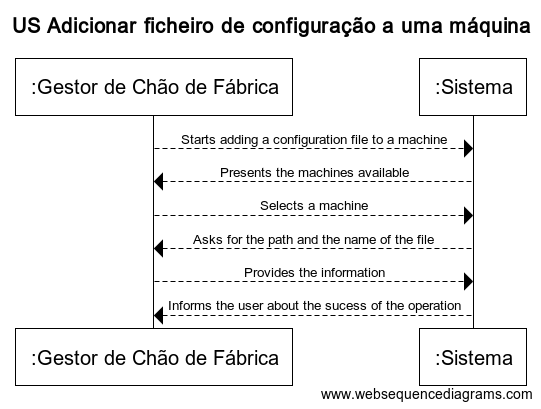 US Adicionar ficheiro de configuração a uma máquina
:Gestor de Chão de Fábrica
:Sistema
Starts adding a configuration file to a machine
Presents the machines available
Selects a machine
Asks for the path and the name of the file
Provides the information
Informs the user about the sucess of the operation
:Gestor de Chão de Fábrica
:Sistema
www.websequencediagrams.com